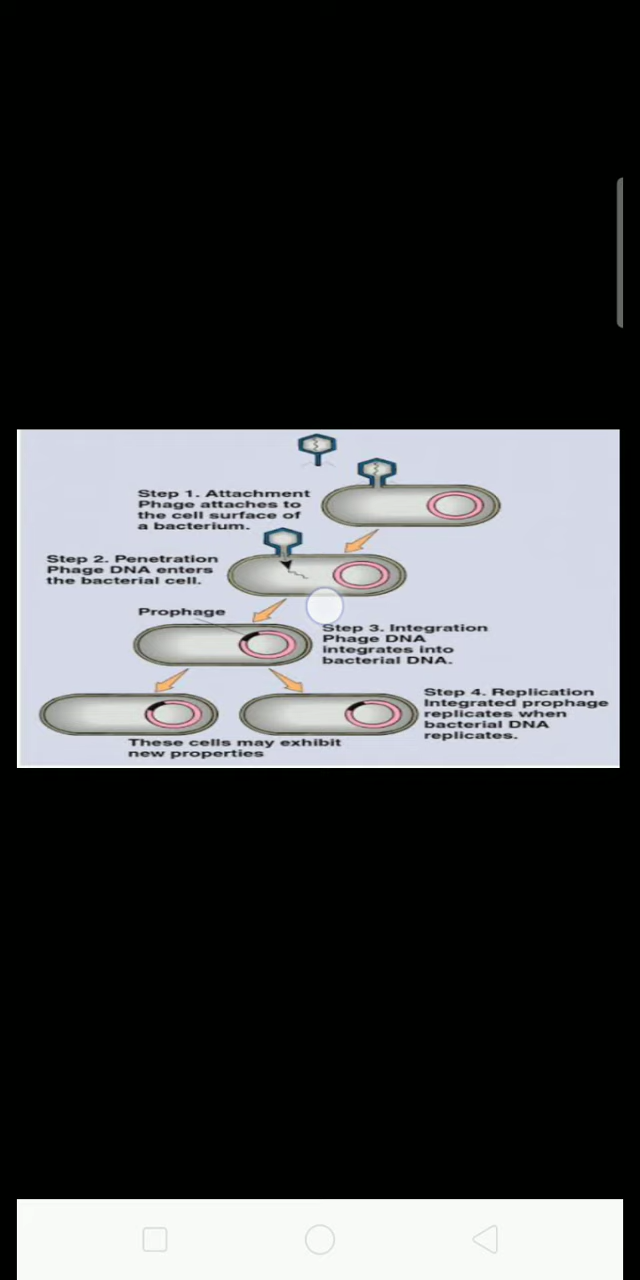 Step 1. Attachment
Phage attaches to
the cell surface of
a bacterium.
Step 2. Penetration
Phage DNA enters
the bacterial cell.
Prophage
Step 3. Integration
Phage DNA
integrates into
bacterial DNA.
Step 4. Replication
Integrated prophage
replicates when
bacterial DNA
replicates.
These cells may exhibit
new properties